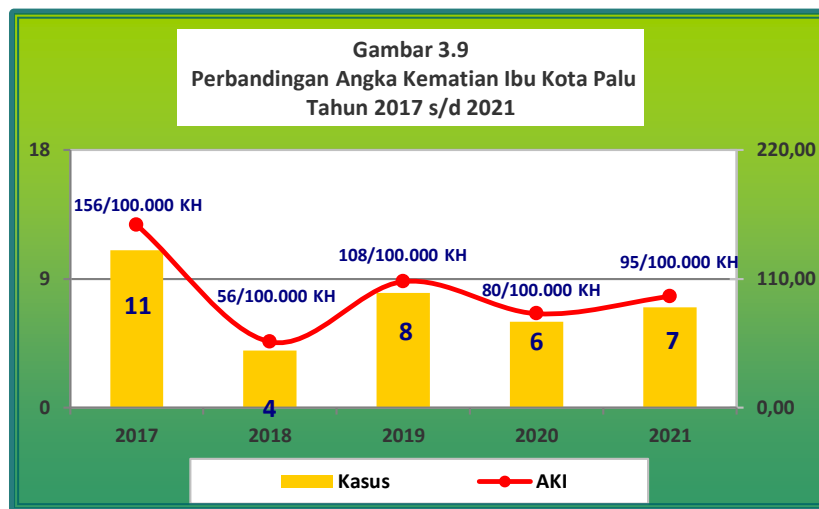 Gambar 3.9
Perbandingan Angka Kematian Ibu Kota Palu
Tahun 2017 s/d 2021
18
220,00
156/100.000 KH
108/100.000 KH
95/100.000 KH
56/100.000 KH
80/100.000 KH
9
110,00
11
8
6
7
4
0
0,00
2017 2018 2019 2020 2021
Kasus AKI